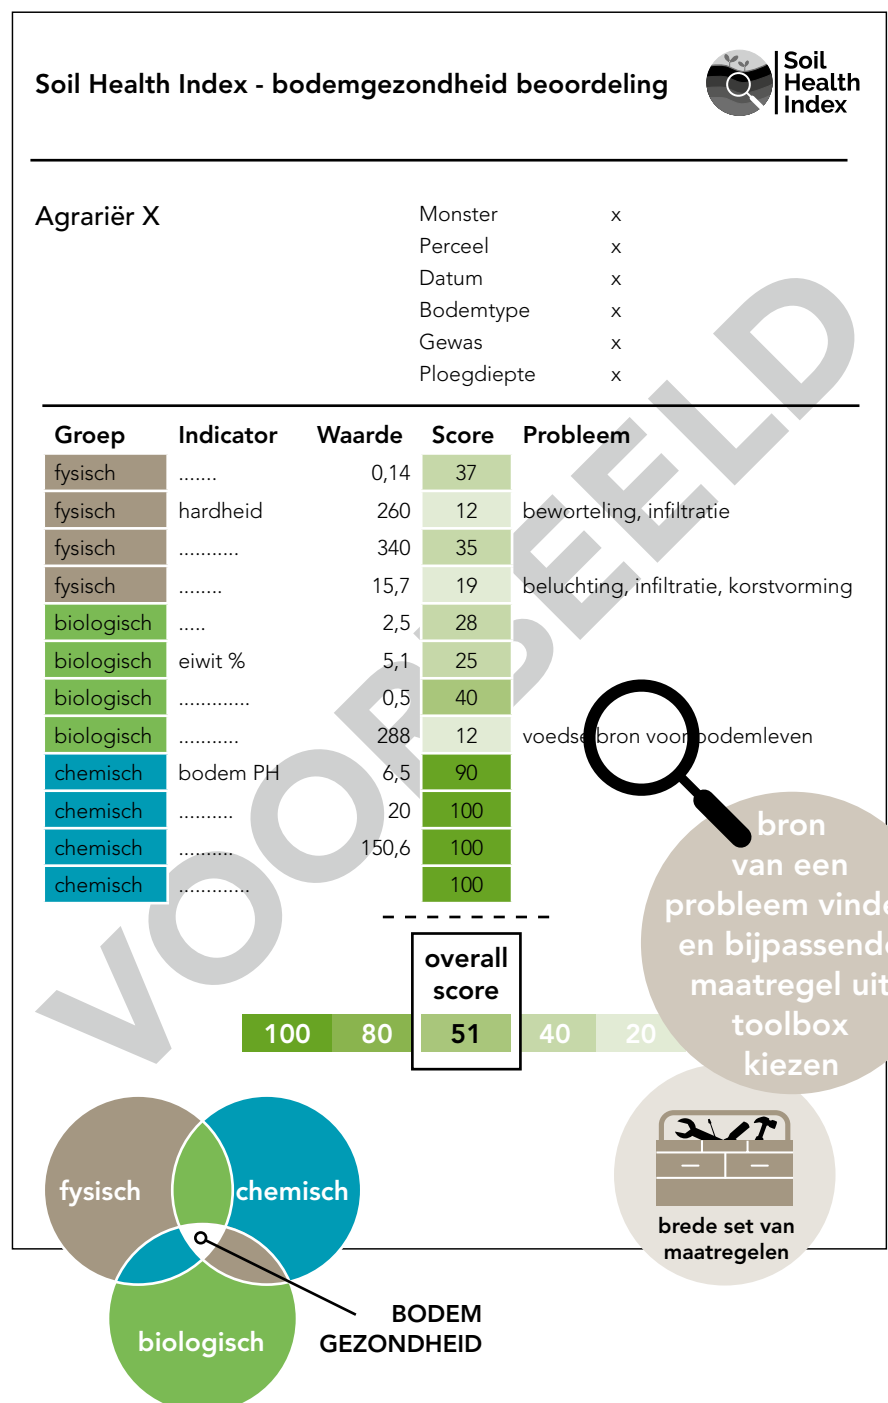 Soil Health Index - bodemgezondheid beoordeling
Soil
Health
Index
Agrariër X
Monster x
Perceel x
Datum x
Bodemtype x
Gewas x
Ploegdiepte x
Groep Indicator Waarde Score Probleem
fysisch ....... 0,14 37
fysisch hardheid 260 12 beworteling, infiltratie
fysisch ........... 340 35
fysisch ........ 15,7 19 beluchting, infiltratie, korstvorming
biologisch ..... 2,5 28
biologisch eiwit % 5,1 25
biologisch ............. 0,5 40
biologisch ........... 288 12 voedselbron voor bodemleven
chemisch bodem PH 6,5 90
chemisch .......... 20 100
chemisch .......... 150,6 100
chemisch ............. 100
VOORBEELD
overall
score
100 80 51 40 20
bron
van een
probleem vinde
en bijpassende
maatregel uit
toolbox
kiezen
brede set van
maatregelen
fysisch chemisch
biologisch
BODEM
GEZONDHEID